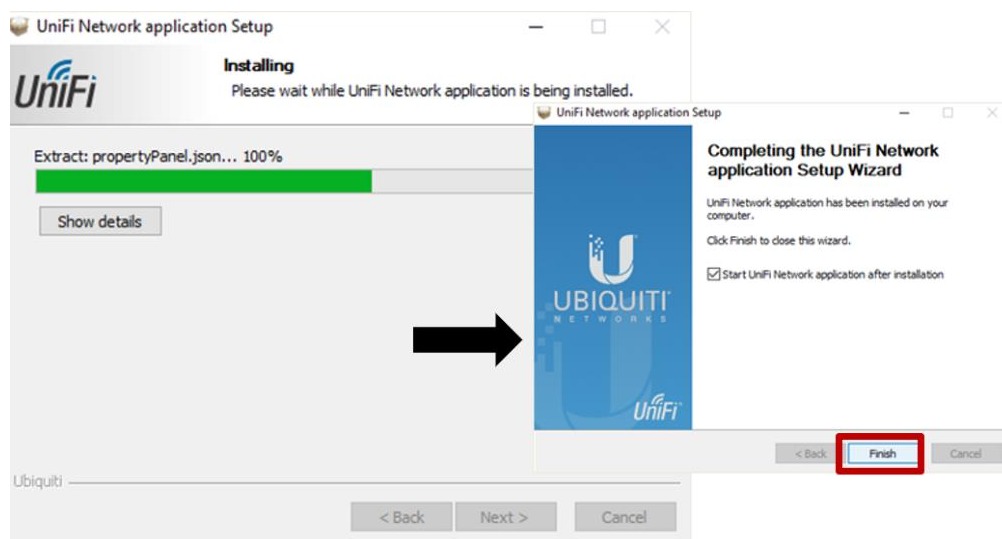 UniFi Network application Setup
UniFi
Installing
Please wait while UniFi Network application is being installed.
Extract: propertyPanel.json... 100%
Show details
Ubiquiti
< Back
Next >
Cancel
UniFi Network application Setup
Completing the UniFi Network
application Setup Wizard
UniFi Network application has been installed on your
computer.
Click Finish to close this wizard.
Start UniFi Network application after installation
UBIQUITI
NETWORKS
UniFi
< Back
Finish
Cancel